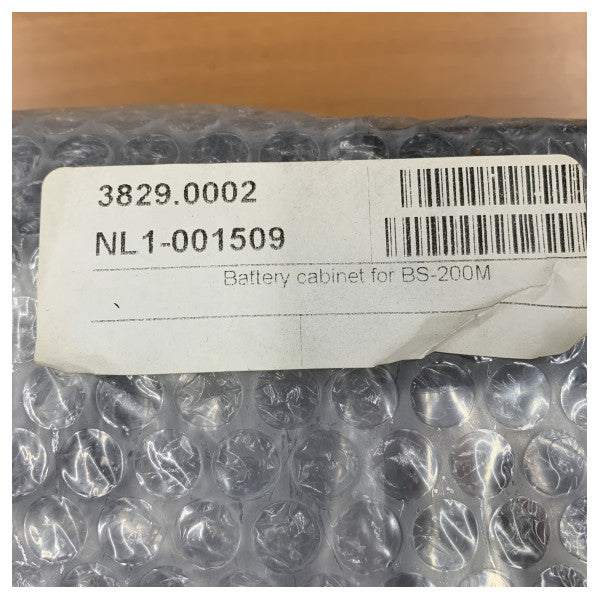 3829.0002
NL1-001509
Battery cabinet for BS-200M